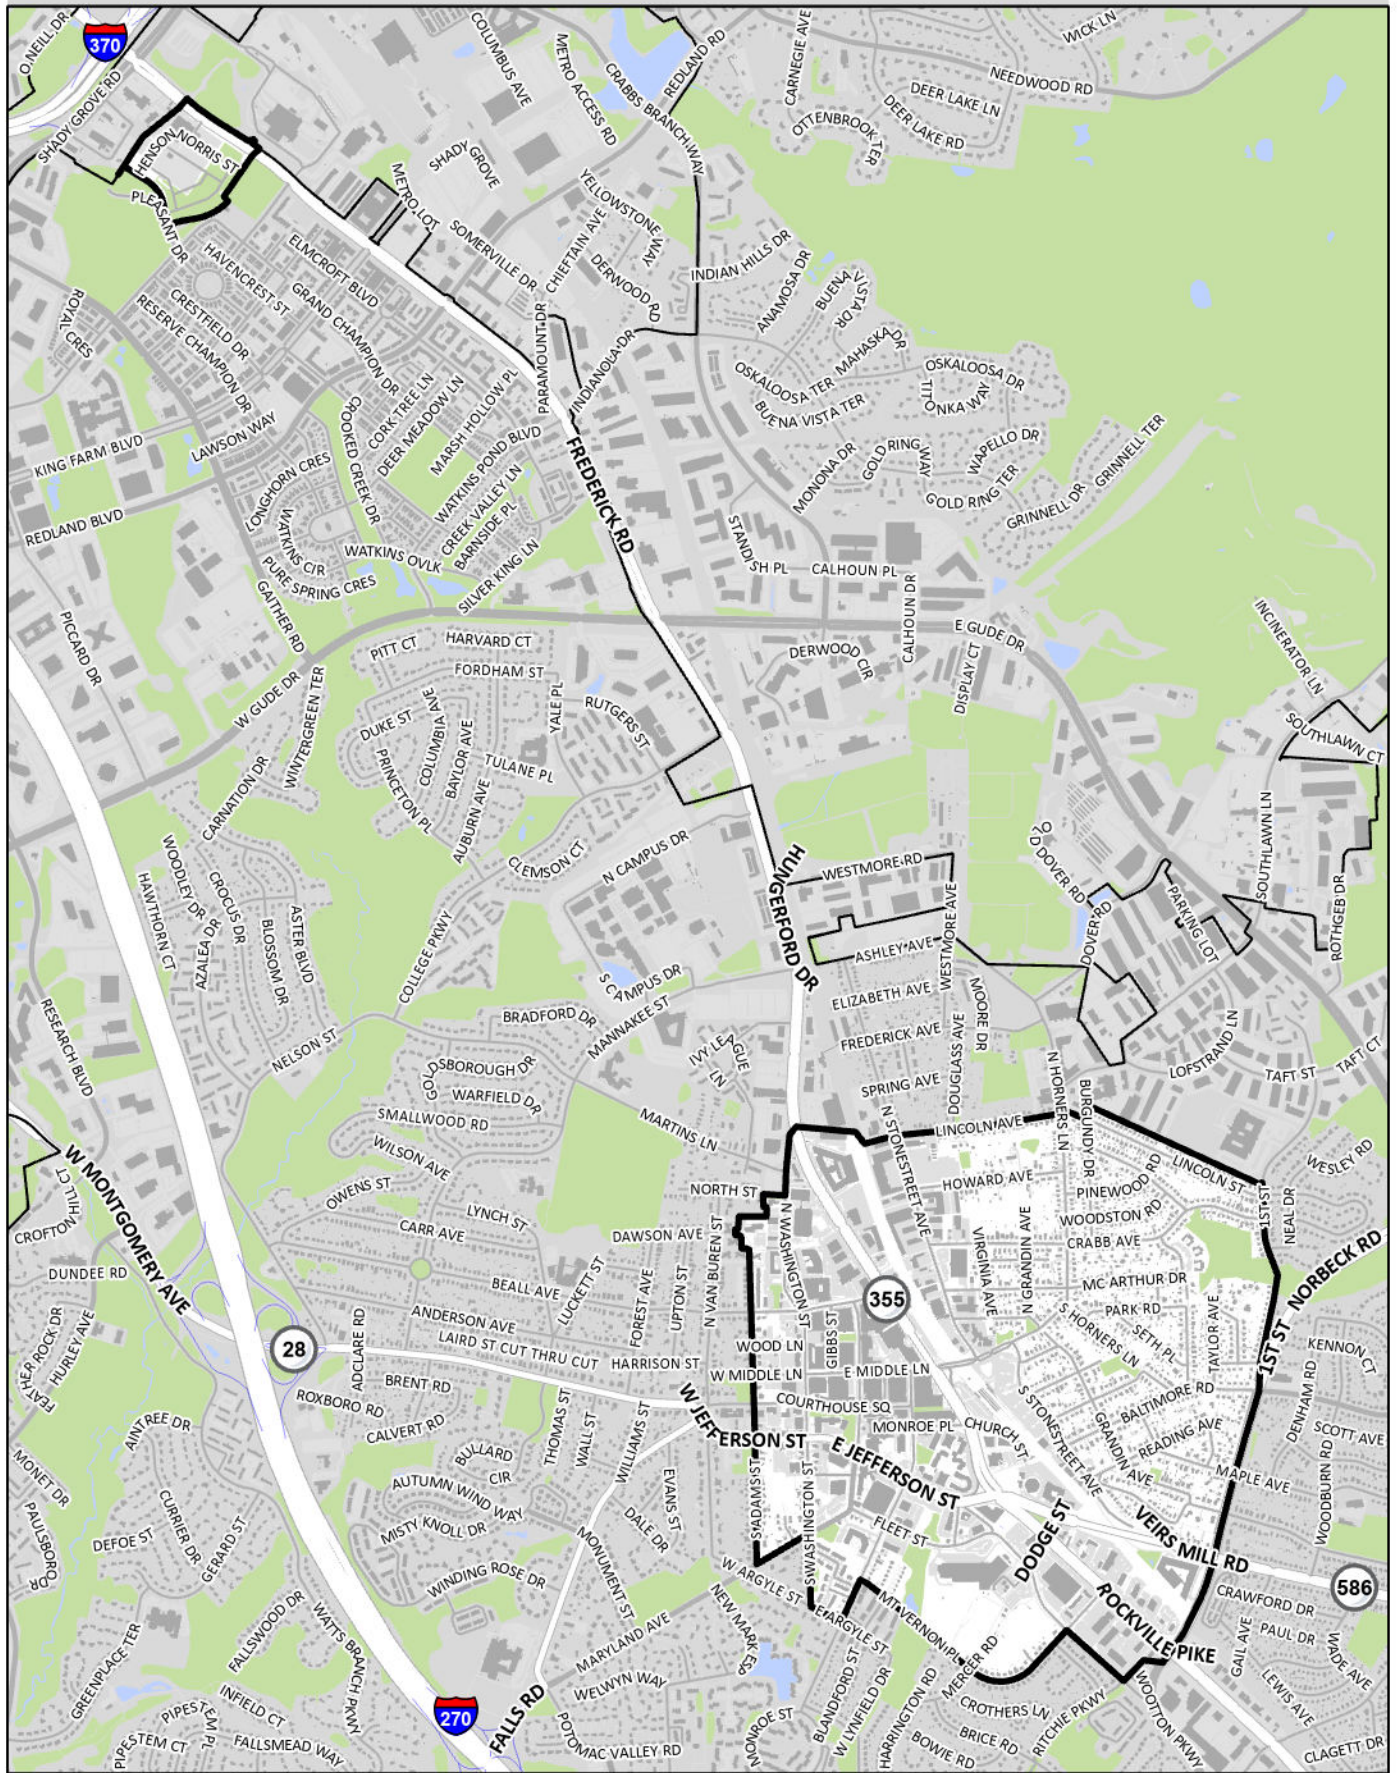 O NEILL DR
370
SHADY GROVE RD
COLUMBUS AVE
METRO ACCESS RD
CRABBS BRANCH WAY
REDLAND RD
CARNEGIE AVE
WICK LN
NEEDWOOD RD
DEER LAKE LN
DEER LAKE RD
OTTENBROOK TER
HENSON NORRIS ST
PLEASANT DR
SHADY GROVE
METRO LOT
SOMERVILLE DR
YELLOWSTONE WAY
CHIEFTAIN AVE
DERWOOD RD
INDIAN HILLS DR
ANAMOSA DR
BUENA VISTA DR
MAHASKA DR
OSKALOOSA TER
OSKALOOSA DR
BUENA VISTA TER
TITONKA WAY
ELMCROFT BLVD
HAVENCREST ST
GRAND CHAMPION DR
CRESTFIELD DR
RESERVE CHAMPION DR
ROYAL CRES
PARAMOUNT DR
INDIANOLA DR
CORK TREE LN
DEER MEADOW LN
MARSH HOLLOW PL
CROOKED CREEK DR
LAWSON WAY
KING FARM BLVD
REDLAND BLVD
LONGHORN CRES
WATKINS CIR
WATKINS POND BLVD
CREEK VALLEY LN
BARNSIDE PL
WATKINS OVLK
PURE SPRING CRES
SILVER KING LN
FREDERICK RD
MONONA DR
GOLD RING WAY
WAPELLO DR
GOLD RING TER
GRINNELL DR
GRINNELL TER
STANDISH PL
CALHOUN PL
CALHOUN DR
E GUDE DR
DERWOOD CIR
DISPLAY CT
INCINERATOR LN
SOUTHLAWN CT
PICCARD DR
GAITHER RD
W GUDE DR
WINTERGREEN TER
PITT CT
HARVARD CT
FORDHAM ST
DUKE ST
COLUMBIA AVE
BAYLOR AVE
YALE PL
RUTGERS ST
TULANE PL
PRINCETON PL
AUBURN AVE
CARNATION DR
CLEMSON CT
N CAMPUS DR
HUNGERFORD DR
WESTMORE RD
OLD DOVER RD
DOVER RD
PARKING LOT
SOUTHLAWN LN
ROTHGEB DR
HAWTHORN CT
WOODLEY DR
AZALEA DR
CROCUS DR
BLOSSOM DR
ASTER BLVD
COLLEGE PKWY
S CAMPUS DR
MANNAKEE ST
ASHLEY AVE
WESTMORE AVE
ELIZABETH AVE
FREDERICK AVE
SPRING AVE
MOORE DR
DOUGLASS AVE
LOFSTRAND LN
TAFT ST
TAFT CT
RESEARCH BLVD
NELSON ST
BRADFORD DR
GOLDSBOROUGH DR
WARFIELD DR
SMALLWOOD RD
WILSON AVE
IVY LEAGUE LN
MARTINS LN
N HORNERS LN
BURGUNDY DR
LINCOLN AVE
N STONESTREET AVE
LINCOLN ST
WESLEY RD
W MONTGOMERY AVE
CROFTON HILL CT
OWENS ST
LYNCH ST
CARR AVE
NORTH ST
DAWSON AVE
N VAN BUREN ST
N WASHINGTON ST
HOWARD AVE
PINEWOOD RD
WOODSTON RD
CRABB AVE
1ST ST
NEAL DR
NORBECK RD
DUNDEE RD
BEALL AVE
LUCKETT ST
FOREST AVE
UPTON ST
VIRGINIA AVE
N GRANDIN AVE
MC ARTHUR DR
PARK RD
SETH PL
S HORNERS LN
TAYLOR AVE
1ST ST
355
28
FEATHER ROCK DR
HURLEY AVE
ADCLARE RD
ANDERSON AVE
LAIRD ST CUT THRU CUT
HARRISON ST
WOOD LN
W MIDDLE LN
GIBBS ST
E MIDDLE LN
KENNON CT
DENHAM RD
SCOTT AVE
AINTREE DR
ROXBORO RD
BRENT RD
CALVERT RD
W JEFFERSON ST
COURTHOUSE SQ
MONROE PL
CHURCH ST
E JEFFERSON ST
S STONESTREET AVE
BALTIMORE RD
READING AVE
GRANDIN AVE
MAPLE AVE
WOODBURN RD
MONET DR
PAULSBORO DR
DEFOE ST
CURRIER DR
GERARD ST
BULLARD CIR
THOMAS ST
WALL ST
WILLIAMS ST
AUTUMN WIND WAY
MISTY KNOLL DR
WINDING ROSE DR
EVANS ST
DALE DR
S ADAMS ST
S WASHINGTON ST
FLEET ST
DODGE ST
VEIRS MILL RD
586
CRAWFORD DR
PAUL DR
WADE AVE
GAIL AVE
LEWIS AVE
MONUMENT ST
W ARGYLE ST
E ARGYLE ST
MT VERNON PL
ROCKVILLE PIKE
GREENPLACE TER
FALLSWOOD DR
WATTS BRANCH PKWY
MARYLAND AVE
NEW MARK ESP
WELWYN WAY
MERCER RD
PIPESTEM PL
PIPESTEM CT
INFIELD CT
FALLSMEAD WAY
270
FALLS RD
POTOMAC VALLEY RD
MONROE ST
BLANDFORD ST
W LYNFIELD DR
HARRINGTON RD
CROTHERS LN
BRICE RD
BOWIE RD
RITCHIE PKWY
WOOTTON PKWY
CLAGETT DR